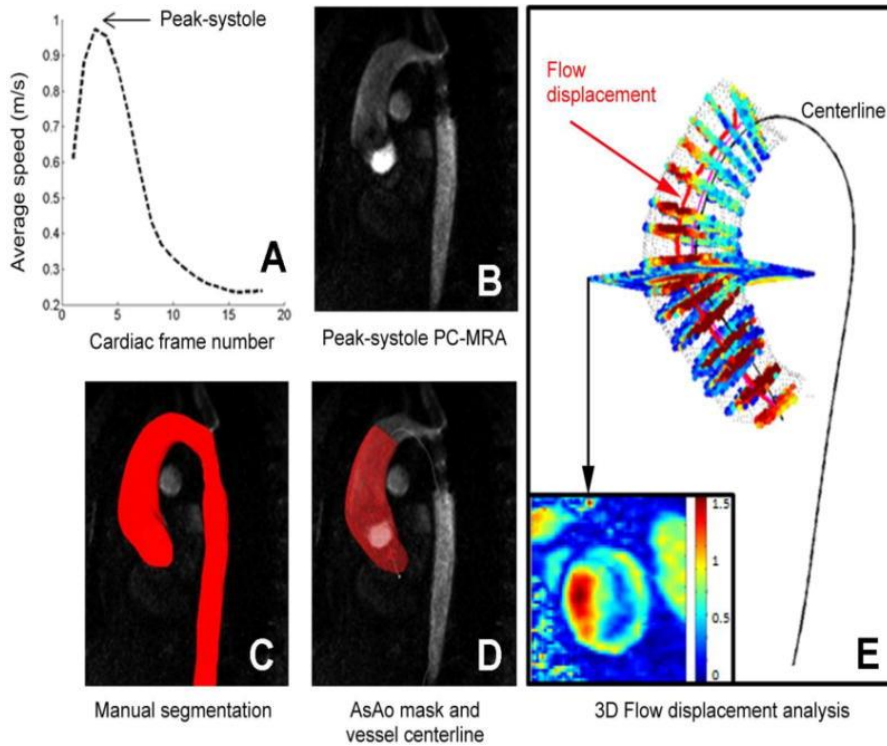 Average speed (m/s)
1
0.9
0.8
0.7
0.6
0.5
0.4
0.3
0.2
0
5
10
15
20
Peak-systole
A
Cardiac frame number
B
Peak-systole PC-MRA
C
Manual segmentation
D
AsAo mask and
vessel centerline
Flow
displacement
Centerline
1.5
1
0.5
0
E
3D Flow displacement analysis